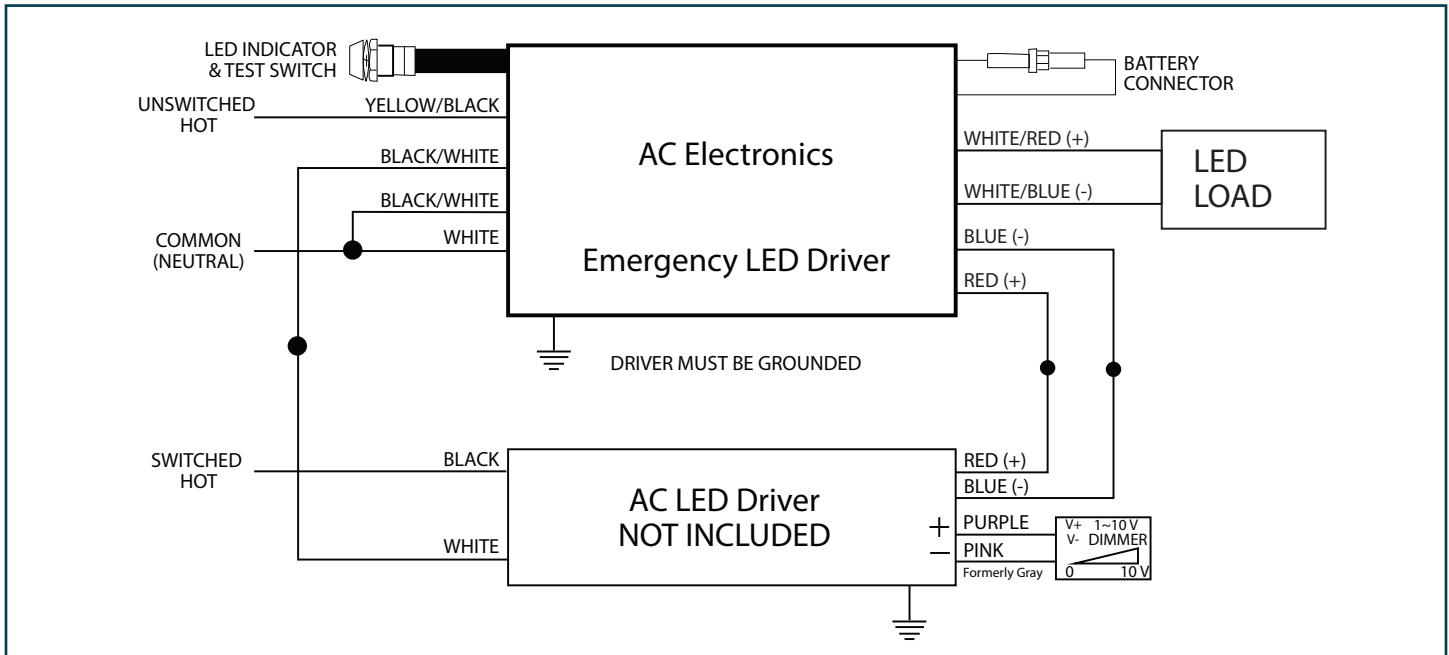 LED INDICATOR
& TEST SWITCH
UNSWITCHED
HOT
YELLOW/BLACK
BLACK/WHITE
BLACK/WHITE
COMMON
(NEUTRAL)
WHITE
AC Electronics
Emergency LED Driver
BATTERY
CONNECTOR
WHITE/RED (+)
WHITE/BLUE (-)
LED
LOAD
BLUE (-)
RED (+)
DRIVER MUST BE GROUNDED
SWITCHED
HOT
BLACK
WHITE
AC LED Driver
NOT INCLUDED
RED (+)
BLUE (-)
+ PURPLE
– PINK
Formerly Gray
V+ 1~10 V
V- DIMMER
0 10 V